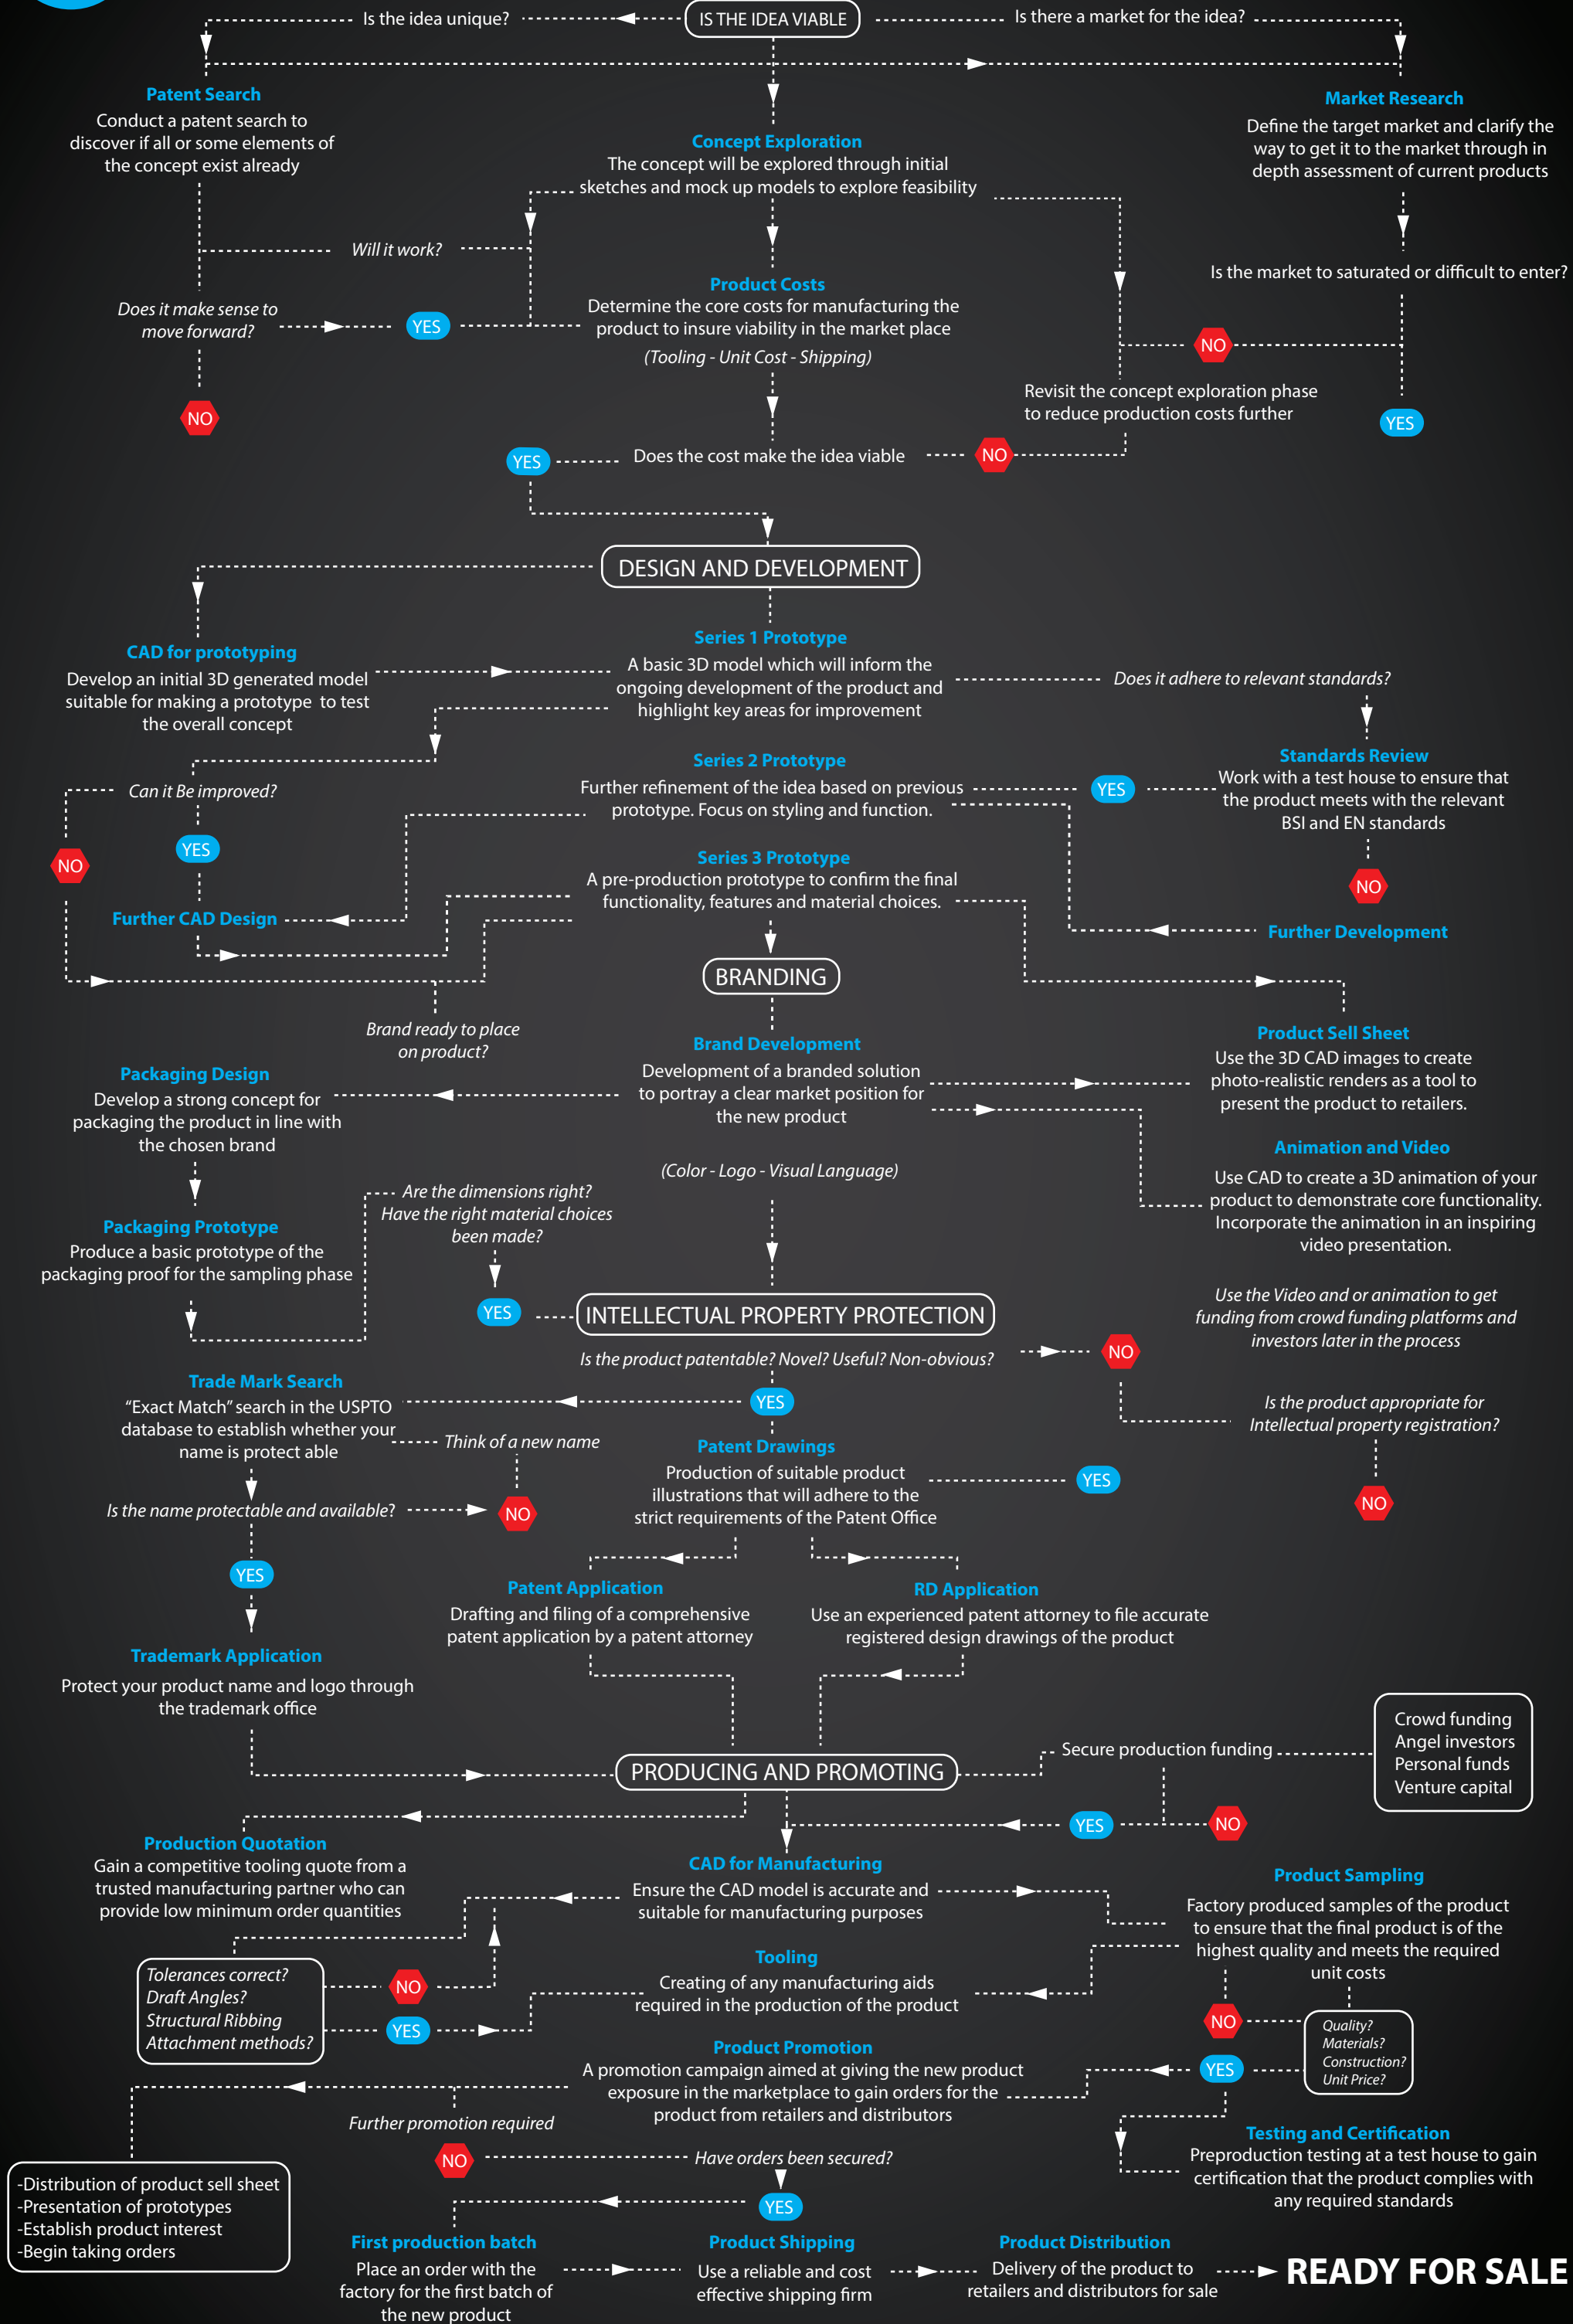 Is the idea unique?
IS THE IDEA VIABLE
Is there a market for the idea?
Patent Search
Conduct a patent search to
discover if all or some elements of
the concept exist already
Concept Exploration
The concept will be explored through initial
sketches and mock up models to explore feasibility
Market Research
Define the target market and clarify the
way to get it to the market through in
depth assessment of current products
Will it work?
Is the market to saturated or difficult to enter?
Does it make sense to
move forward?
YES
Product Costs
Determine the core costs for manufacturing the
product to insure viability in the market place
(Tooling - Unit Cost - Shipping)
NO
NO
Revisit the concept exploration phase
to reduce production costs further
YES
YES
Does the cost make the idea viable
NO
DESIGN AND DEVELOPMENT
CAD for prototyping
Develop an initial 3D generated model
suitable for making a prototype to test
the overall concept
Series 1 Prototype
A basic 3D model which will inform the
ongoing development of the product and
highlight key areas for improvement
Does it adhere to relevant standards?
Can it Be improved?
Series 2 Prototype
Further refinement of the idea based on previous
prototype. Focus on styling and function.
YES
Standards Review
Work with a test house to ensure that
the product meets with the relevant
BSI and EN standards
NO
YES
Series 3 Prototype
A pre-production prototype to confirm the final
functionality, features and material choices.
NO
Further CAD Design
Further Development
BRANDING
Brand ready to place
on product?
Brand Development
Development of a branded solution
to portray a clear market position for
the new product
(Color - Logo - Visual Language)
Product Sell Sheet
Use the 3D CAD images to create
photo-realistic renders as a tool to
present the product to retailers.
Packaging Design
Develop a strong concept for
packaging the product in line with
the chosen brand
Animation and Video
Use CAD to create a 3D animation of your
product to demonstrate core functionality.
Incorporate the animation in an inspiring
video presentation.
Are the dimensions right?
Have the right material choices
been made?
Packaging Prototype
Produce a basic prototype of the
packaging proof for the sampling phase
YES
INTELLECTUAL PROPERTY PROTECTION
Use the Video and or animation to get
funding from crowd funding platforms and
investors later in the process
Is the product patentable? Novel? Useful? Non-obvious?
NO
Trade Mark Search
"Exact Match" search in the USPTO
database to establish whether your
name is protect able
YES
Is the product appropriate for
Intellectual property registration?
Think of a new name
Patent Drawings
Production of suitable product
illustrations that will adhere to the
strict requirements of the Patent Office
YES
NO
Is the name protectable and available?
NO
YES
Patent Application
Drafting and filing of a comprehensive
patent application by a patent attorney
RD Application
Use an experienced patent attorney to file accurate
registered design drawings of the product
Trademark Application
Protect your product name and logo through
the trademark office
PRODUCING AND PROMOTING
Secure production funding
Crowd funding
Angel investors
Personal funds
Venture capital
YES
NO
Production Quotation
Gain a competitive tooling quote from a
trusted manufacturing partner who can
provide low minimum order quantities
CAD for Manufacturing
Ensure the CAD model is accurate and
suitable for manufacturing purposes
Product Sampling
Factory produced samples of the product
to ensure that the final product is of the
highest quality and meets the required
unit costs
Tolerances correct?
Draft Angles?
Structural Ribbing
Attachment methods?
NO
YES
Tooling
Creating of any manufacturing aids
required in the production of the product
NO
YES
Quality?
Materials?
Construction?
Unit Price?
Product Promotion
A promotion campaign aimed at giving the new product
exposure in the marketplace to gain orders for the
product from retailers and distributors
Further promotion required
NO
Have orders been secured?
YES
Testing and Certification
Preproduction testing at a test house to gain
certification that the product complies with
any required standards
-Distribution of product sell sheet
-Presentation of prototypes
-Establish product interest
-Begin taking orders
First production batch
Place an order with the
factory for the first batch of
the new product
Product Shipping
Use a reliable and cost
effective shipping firm
Product Distribution
Delivery of the product to
retailers and distributors for sale
READY FOR SALE